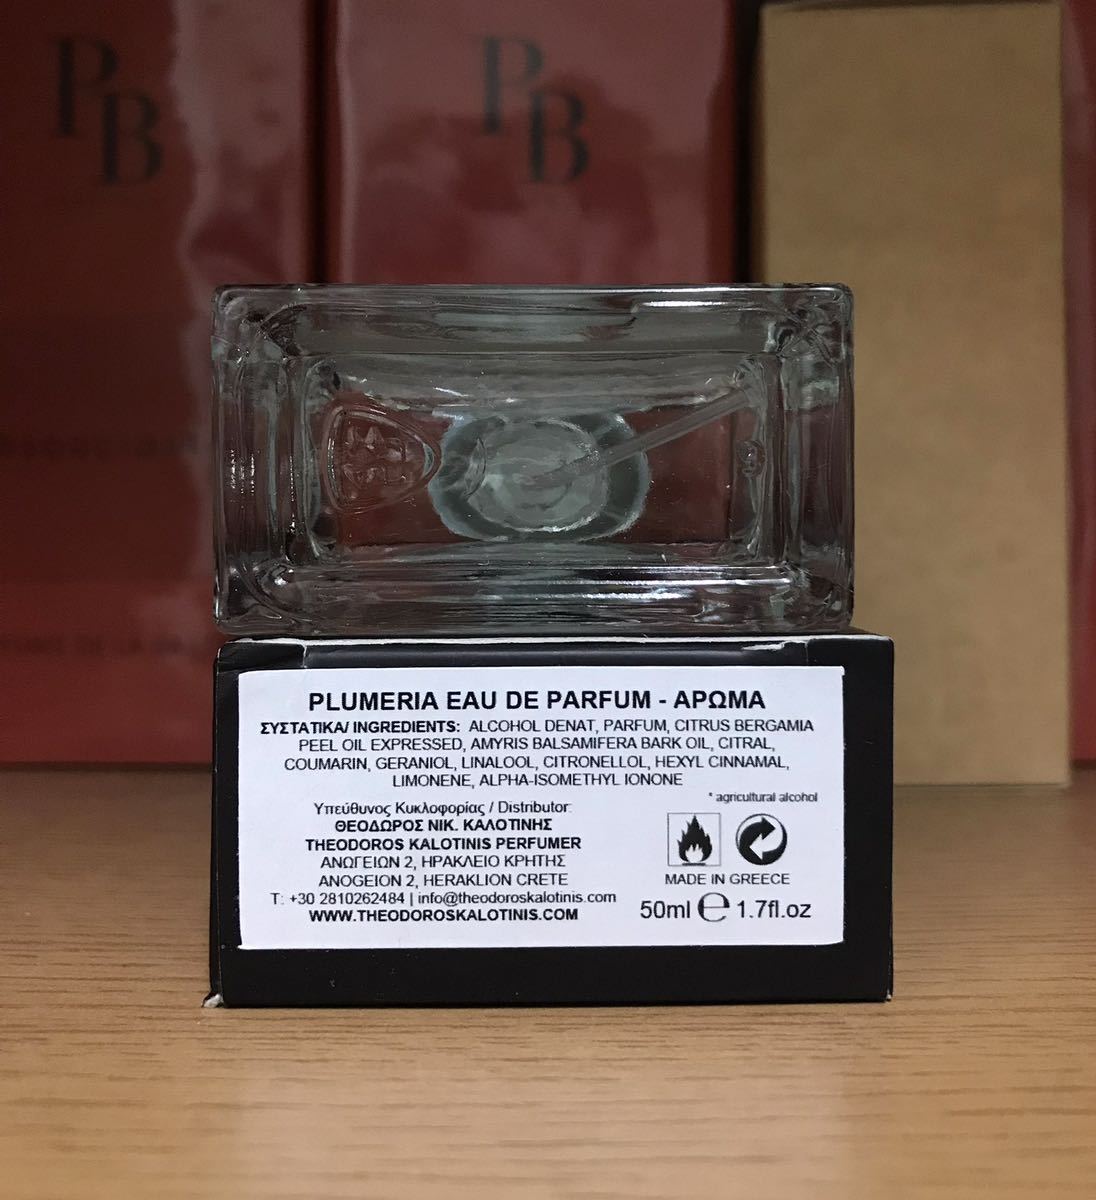 PB
PB
PLUMERIA EAU DE PARFUM - ΑΡΩΜΑ
ΣΥΣΤΑΤΙΚΑ/ INGREDIENTS: ALCOHOL DENAT, PARFUM, CITRUS BERGAMIA
PEEL OIL EXPRESSED, AMYRIS BALSAMIFERA BARK OIL, CITRAL,
COUMARIN, GERANIOL, LINALOOL, CITRONELLOL, HEXYL CINNAMAL,
LIMONENE, ALPHA-ISOMETHYL IONONE
* agricultural alcohol
Υπεύθυνος Κυκλοφορίας / Distributor:
ΘΕΟΔΩΡΟΣ ΝΙΚ. ΚΑΛΟΤΙΝΗΣ
THEODOROS KALOTINIS PERFUMER
ΑΝΩΓΕΙΩΝ 2, ΗΡΑΚΛΕΙΟ ΚΡΗΤΗΣ
ANOGEION 2, HERAKLION CRETE
T: +30 2810262484 | info@theodoroskalotinis.com
WWW.THEODOROSKALOTINIS.COM
MADE IN GREECE
50ml ℮ 1.7fl.oz